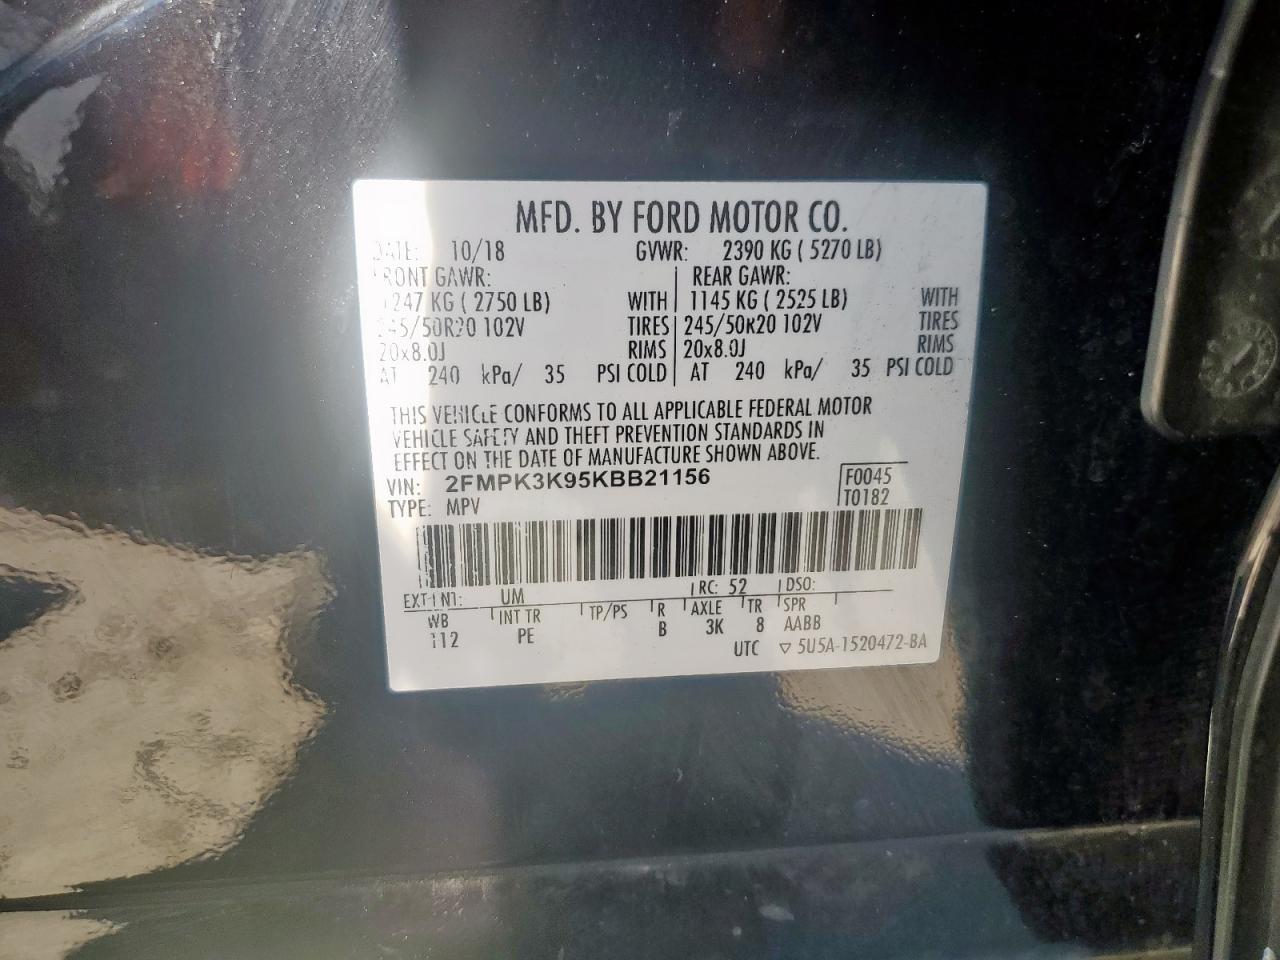 MFD. BY FORD MOTOR CO.
DATE: 10/18 GVWR: 2390 KG ( 5270 LB)
FRONT GAWR: REAR GAWR:
1247 KG ( 2750 LB) WITH 1145 KG ( 2525 LB) WITH
245/50R20 102V TIRES 245/50R20 102V TIRES
20x8.0J RIMS 20x8.0J RIMS
AT 240 kPa/ 35 PSI COLD AT 240 kPa/ 35 PSI COLD
THIS VEHICLE CONFORMS TO ALL APPLICABLE FEDERAL MOTOR
VEHICLE SAFETY AND THEFT PREVENTION STANDARDS IN
EFFECT ON THE DATE OF MANUFACTURE SHOWN ABOVE.
VIN: 2FMPK3K95KBB21156 F0045
TYPE: MPV T0182
EXT INT: UM RC: 52 DSO:
WB INT TR TP/PS R AXLE TR SPR
112 PE B 3K 8 AABB
UTC ▽ 5U5A-1520472-BA